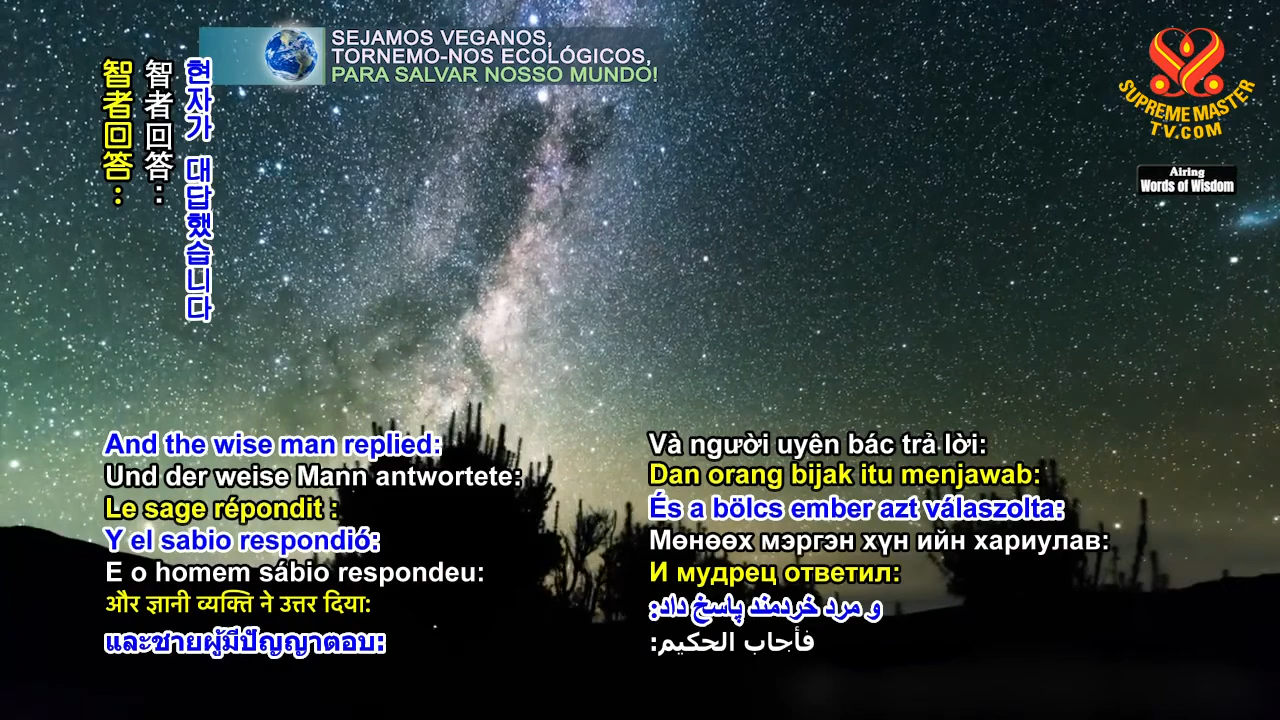 SEJAMOS VEGANOS,
TORNEMO-NOS ECOLÓGICOS,
PARA SALVAR NOSSO MUNDO!
SUPREME MASTER
TV.COM
Airing
Words of Wisdom
현자가 대답했습니다
智者回答：
智者回答：
And the wise man replied:
Und der weise Mann antwortete:
Le sage répondit :
Y el sabio respondió:
E o homem sábio respondeu:
और ज्ञानी व्यक्ति ने उत्तर दिया:
และชายผู้มีปัญญาตอบ:
Và người uyên bác trả lời:
Dan orang bijak itu menjawab:
És a bölcs ember azt válaszolta:
Мөнөөх мэргэн хүн ийн хариулав:
И мудрец ответил:
و مرد خردمند پاسخ داد:
فأجاب الحكيم: